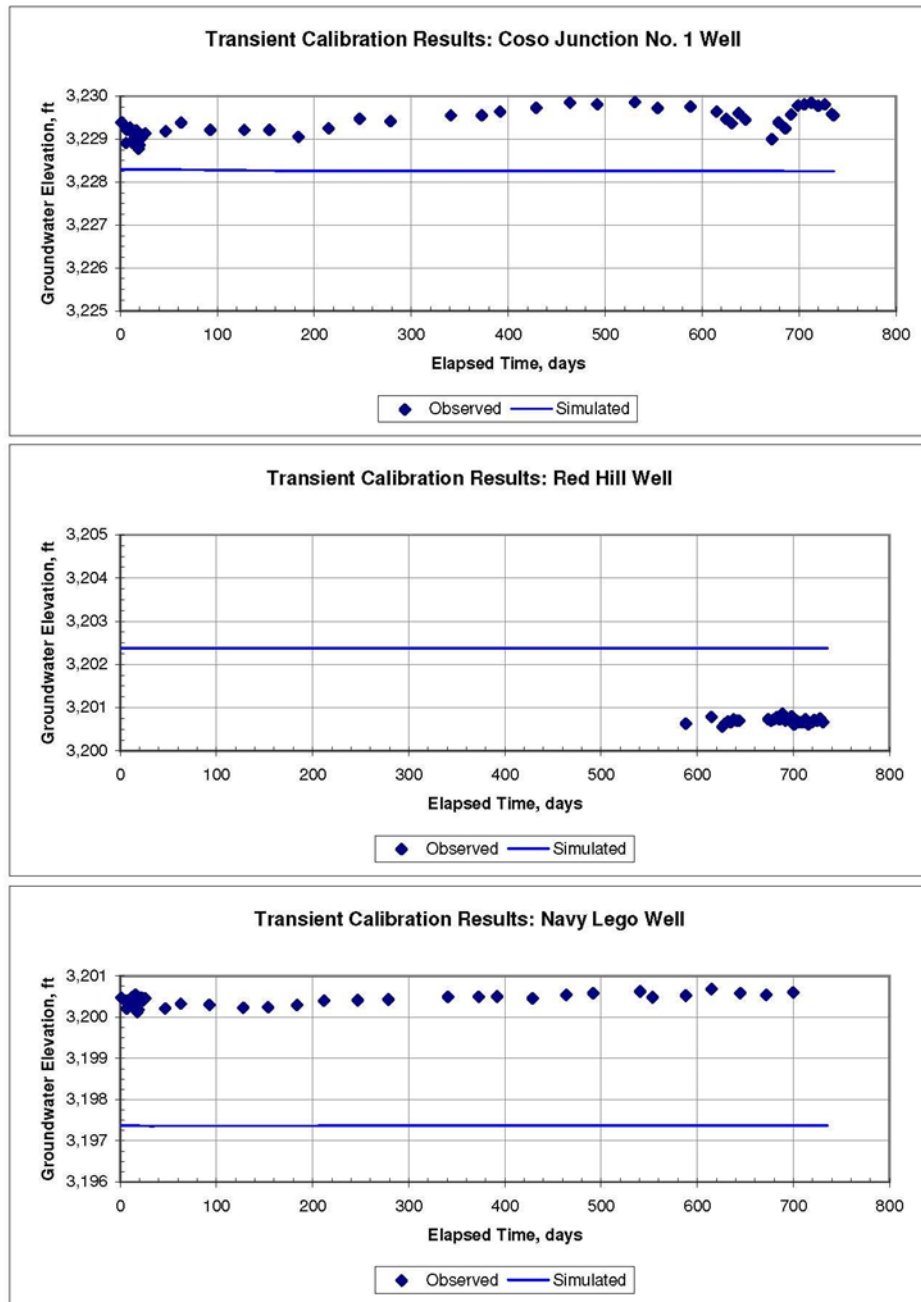 Transient Calibration Results: Coso Junction No. 1 Well
Groundwater Elevation, ft
3,230
3,229
3,228
3,227
3,226
3,225
0 100 200 300 400 500 600 700 800
Elapsed Time, days
Observed Simulated
Transient Calibration Results: Red Hill Well
Groundwater Elevation, ft
3,205
3,204
3,203
3,202
3,201
3,200
0 100 200 300 400 500 600 700 800
Elapsed Time, days
Observed Simulated
Transient Calibration Results: Navy Lego Well
Groundwater Elevation, ft
3,201
3,200
3,199
3,198
3,197
3,196
0 100 200 300 400 500 600 700 800
Elapsed Time, days
Observed Simulated